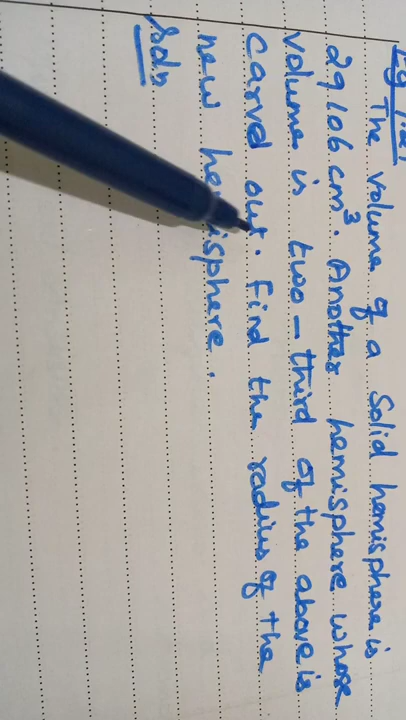 The volume of a solid hemisphere is
29106 cm³. Another hemisphere whose
volume is two-third of the above is
carved out. Find the radius of the
new hemisphere.
Soln